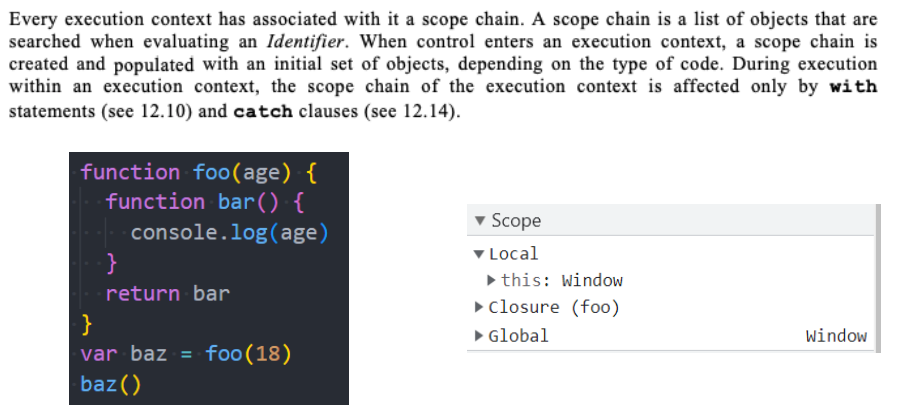 Every execution context has associated with it a scope chain. A scope chain is a list of objects that are
searched when evaluating an Identifier. When control enters an execution context, a scope chain is
created and populated with an initial set of objects, depending on the type of code. During execution
within an execution context, the scope chain of the execution context is affected only by with
statements (see 12.10) and catch clauses (see 12.14).
function foo(age) {
  function bar() {
    console.log(age)
  }
  return bar
}
var baz = foo(18)
baz()
▼ Scope
▼ Local
▶ this: Window
▶ Closure (foo)
▶ Global Window